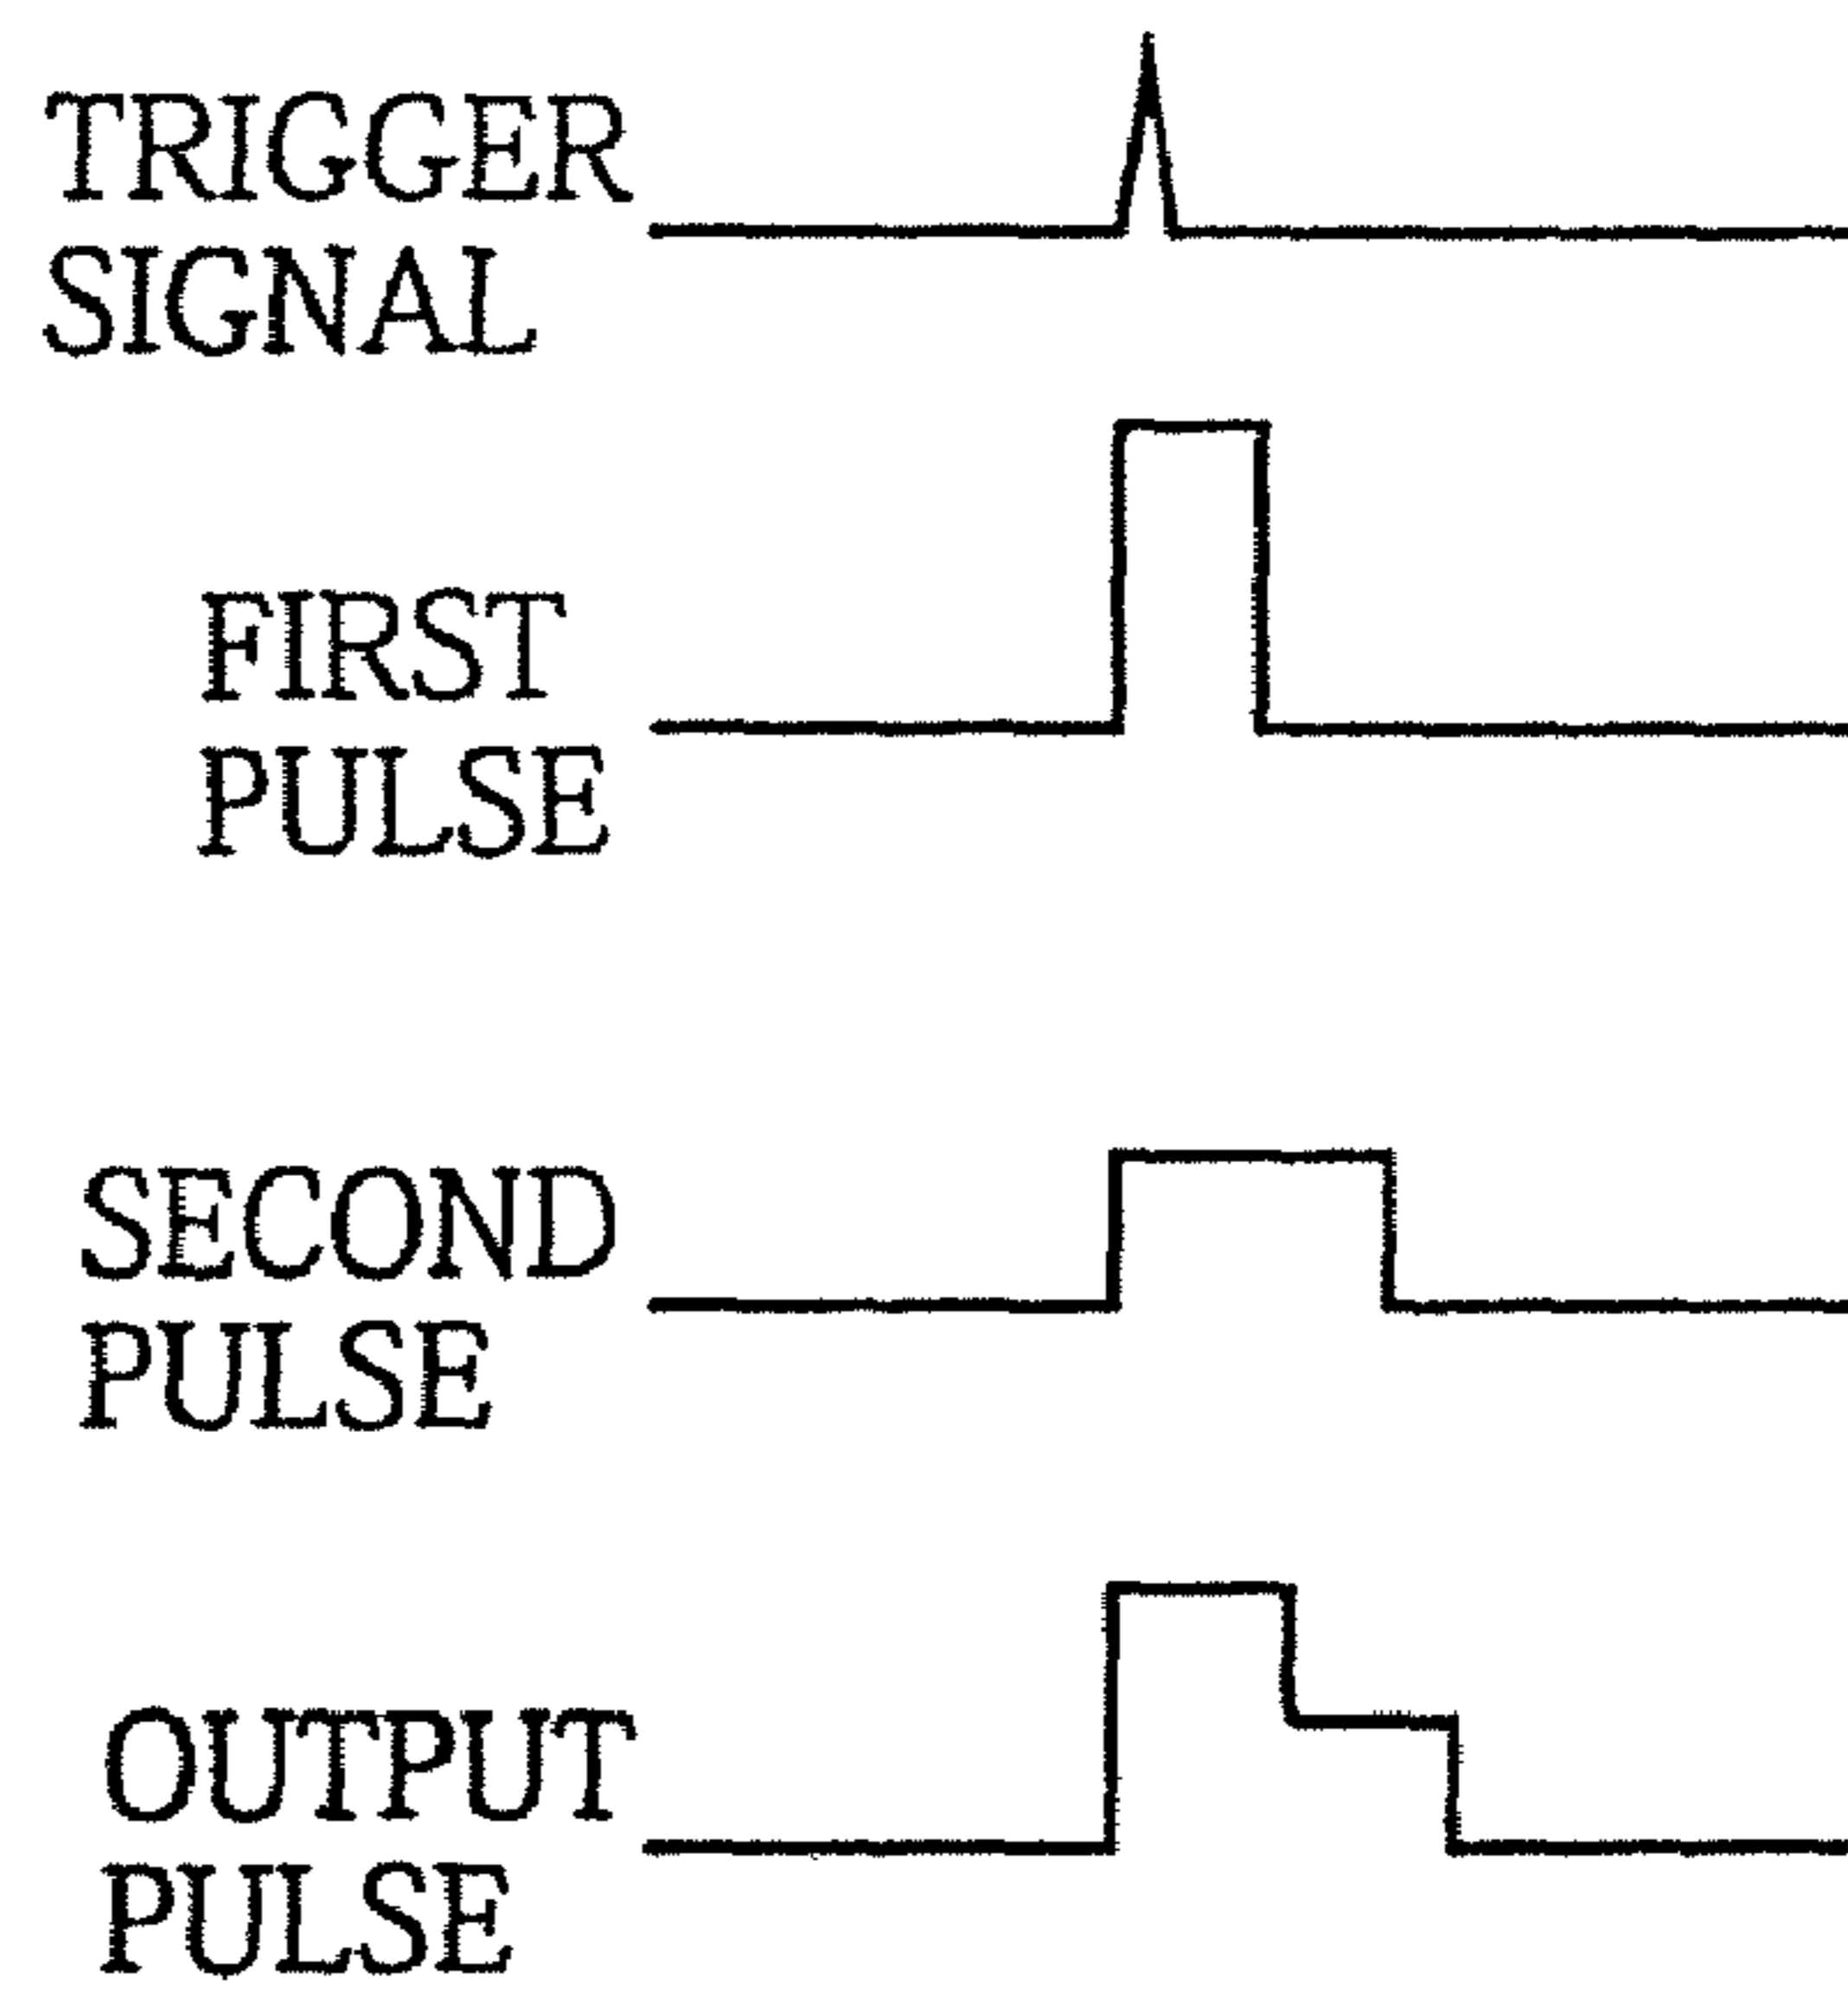 TRIGGER
SIGNAL
FIRST
PULSE
SECOND
PULSE
OUTPUT
PULSE